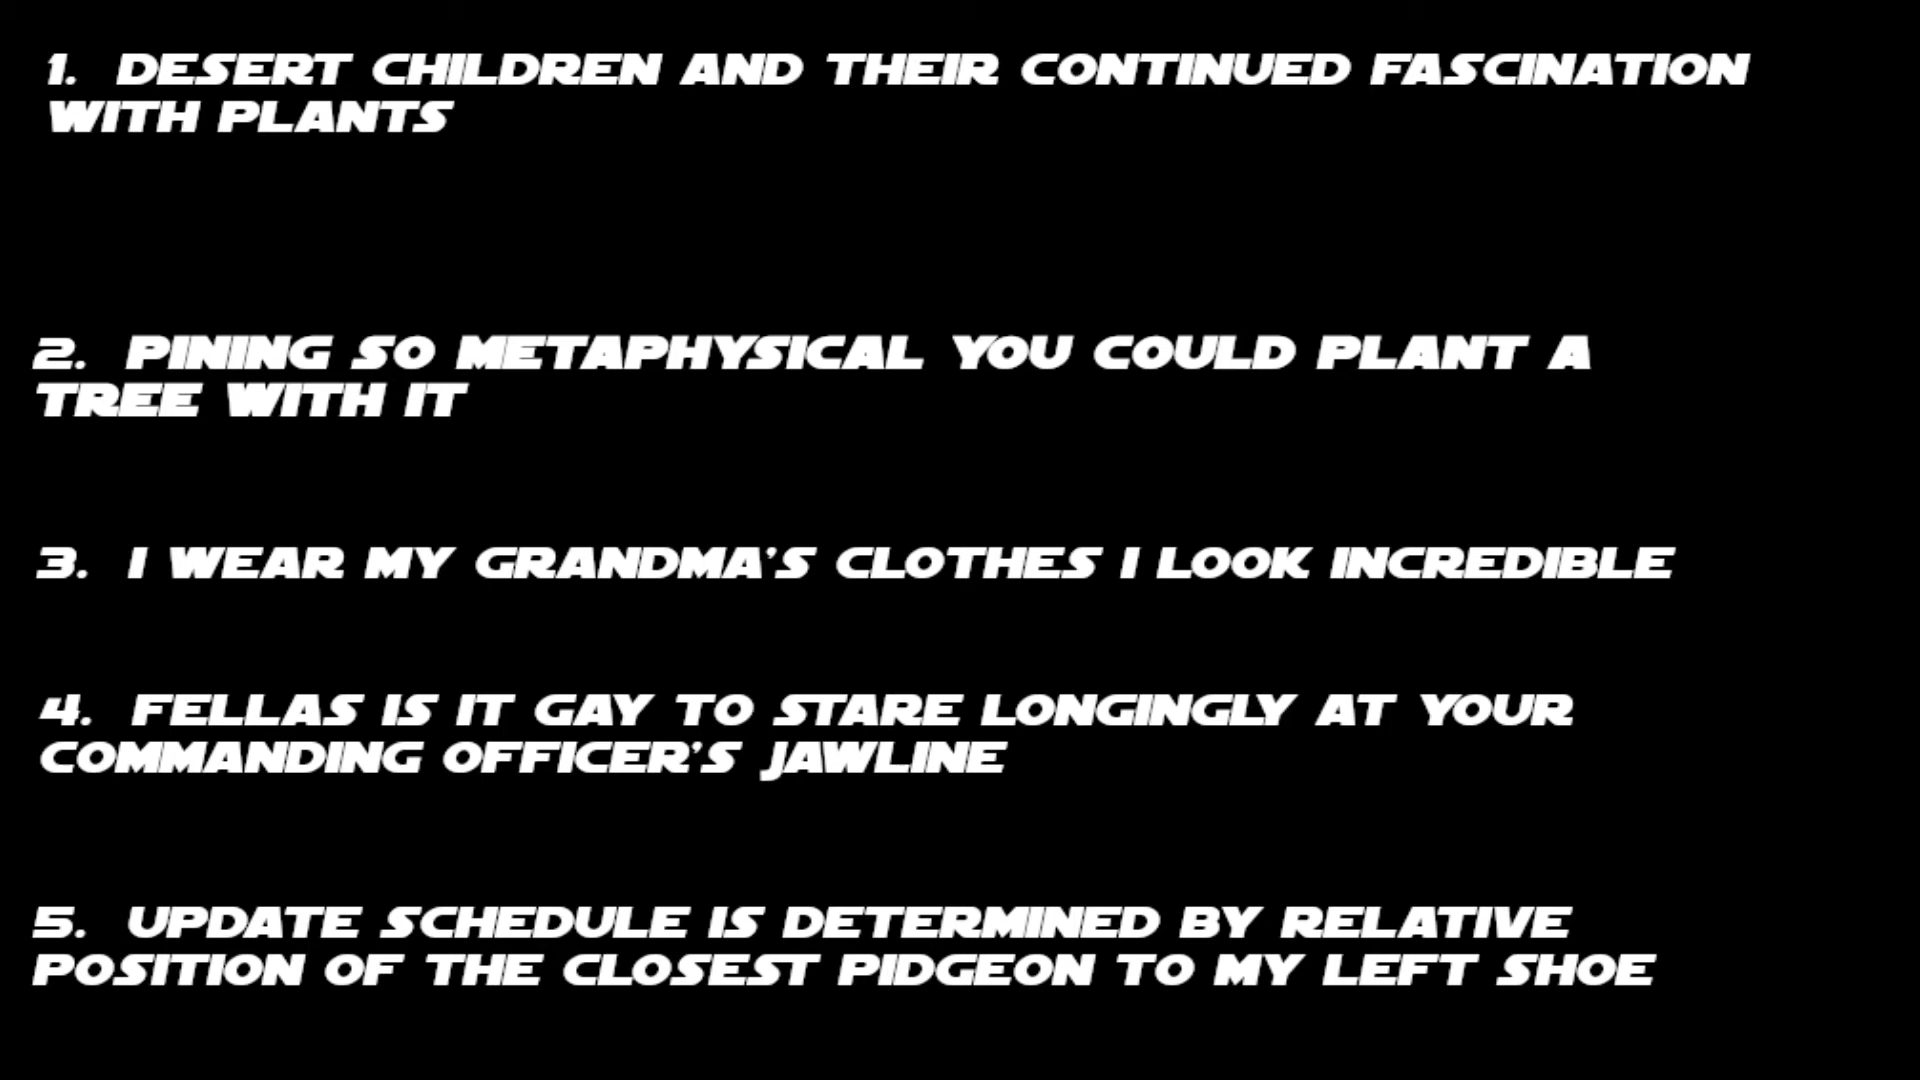 1. DESERT CHILDREN AND THEIR CONTINUED FASCINATION
WITH PLANTS
2. PINING SO METAPHYSICAL YOU COULD PLANT A
TREE WITH IT
3. I WEAR MY GRANDMA'S CLOTHES I LOOK INCREDIBLE
4. FELLAS IS IT GAY TO STARE LONGINGLY AT YOUR
COMMANDING OFFICER'S JAWLINE
5. UPDATE SCHEDULE IS DETERMINED BY RELATIVE
POSITION OF THE CLOSEST PIDGEON TO MY LEFT SHOE